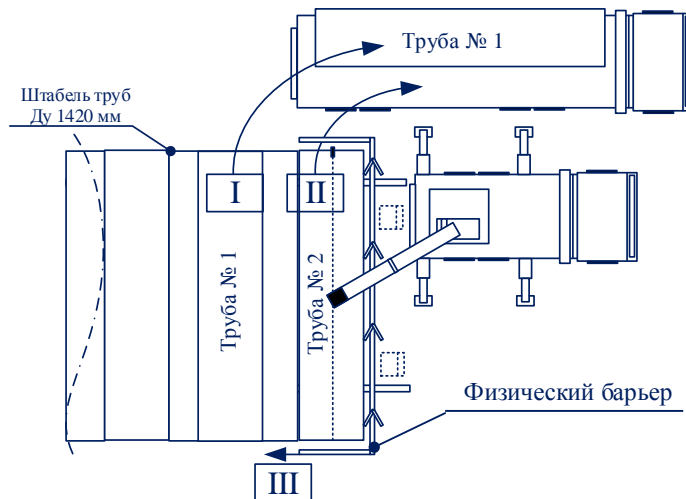 Труба № 1
Штабель труб
Ду 1420 мм
I
II
Труба № 1
Труба № 2
Физический барьер
III